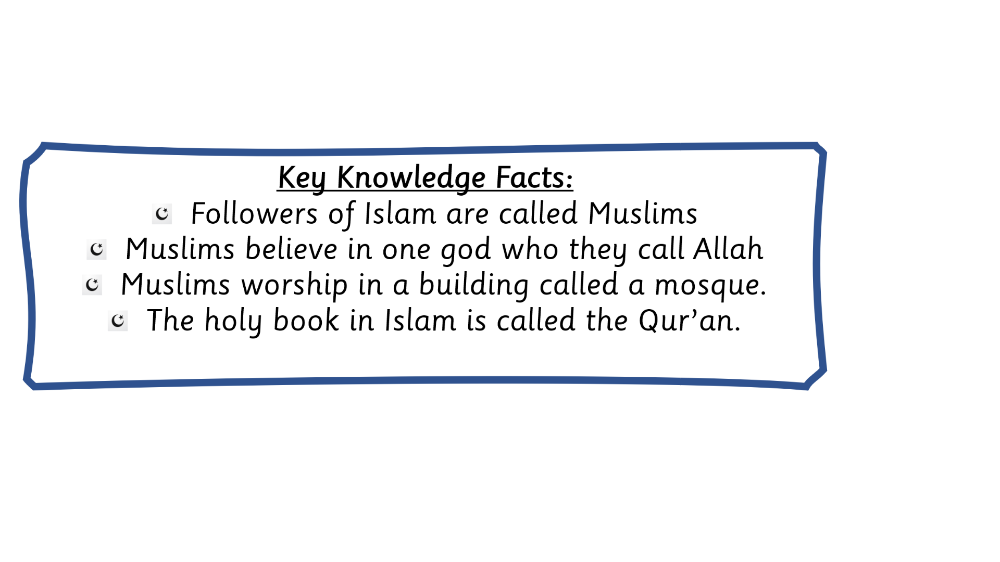 Key Knowledge Facts:
Followers of Islam are called Muslims
Muslims believe in one god who they call Allah
Muslims worship in a building called a mosque.
The holy book in Islam is called the Qur’an.